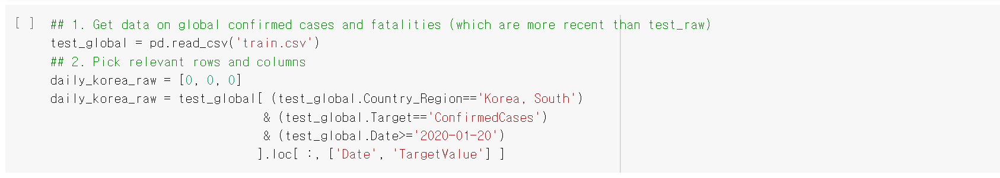 [ ] ## 1. Get data on global confirmed cases and fatalities (which are more recent than test_raw)
test_global = pd.read_csv('train.csv')
## 2. Pick relevant rows and columns
daily_korea_raw = [0, 0, 0]
daily_korea_raw = test_global[ (test_global.Country_Region=='Korea, South')
& (test_global.Target=='ConfirmedCases')
& (test_global.Date>='2020-01-20')
].loc[ :, ['Date', 'TargetValue'] ]